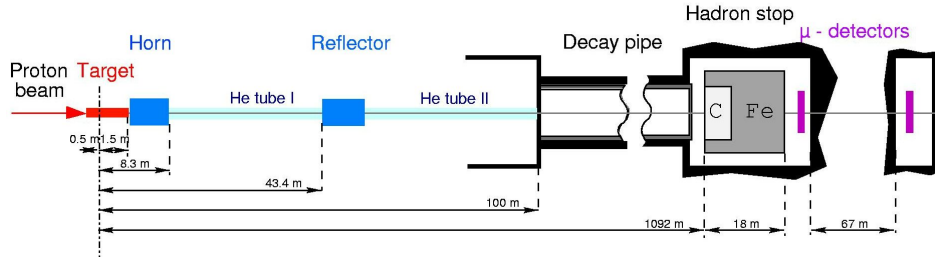 Hadron stop
Horn
Reflector
Decay pipe
μ - detectors
Proton
beam
Target
He tube I
He tube II
C
Fe
0.5 m
1.5 m
8.3 m
43.4 m
100 m
1092 m
18 m
67 m